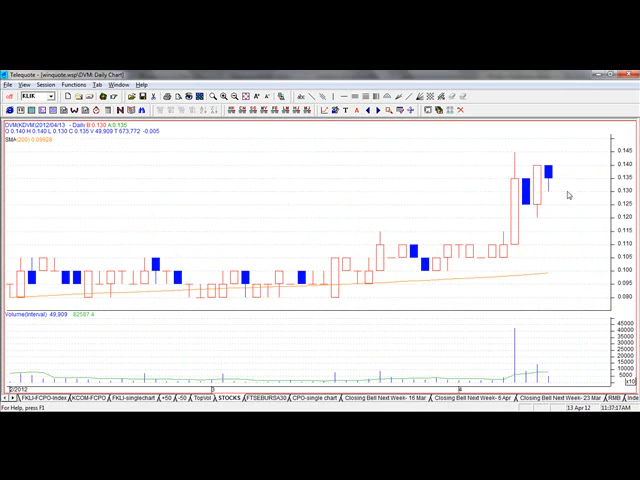 Telequote - [winquote.wsp\DVMi Daily Chart]
File View Session Functions Tab Window Help
off KLIK
DVM(KDVM)2012/04/13 - Daily B:0.130 A:0.135
O 0.140 H 0.140 L 0.130 C 0.135 V 49,909 T 673,772 -0.005
SMA(200) 0.09928
0.145
0.140
0.135
0.130
0.125
0.120
0.115
0.110
0.105
0.100
0.095
0.090
Volume(Interval) 49,909 82587.4
45000
40000
35000
30000
25000
20000
15000
10000
5000
x10
2/2012 3 4
FKLI-FCPO-Index KCOM-FCPO FKLI-singlechart +50 -50 TopVol STOCKS FTSEBURSA30 CPO-single chart Closing Bell Next Week- 16 Mar Closing Bell Next Week- 6 Apr Closing Bell Next Week- 23 Mar RMB Inde
For Help, press F1 13 Apr 12 11:37:17AM